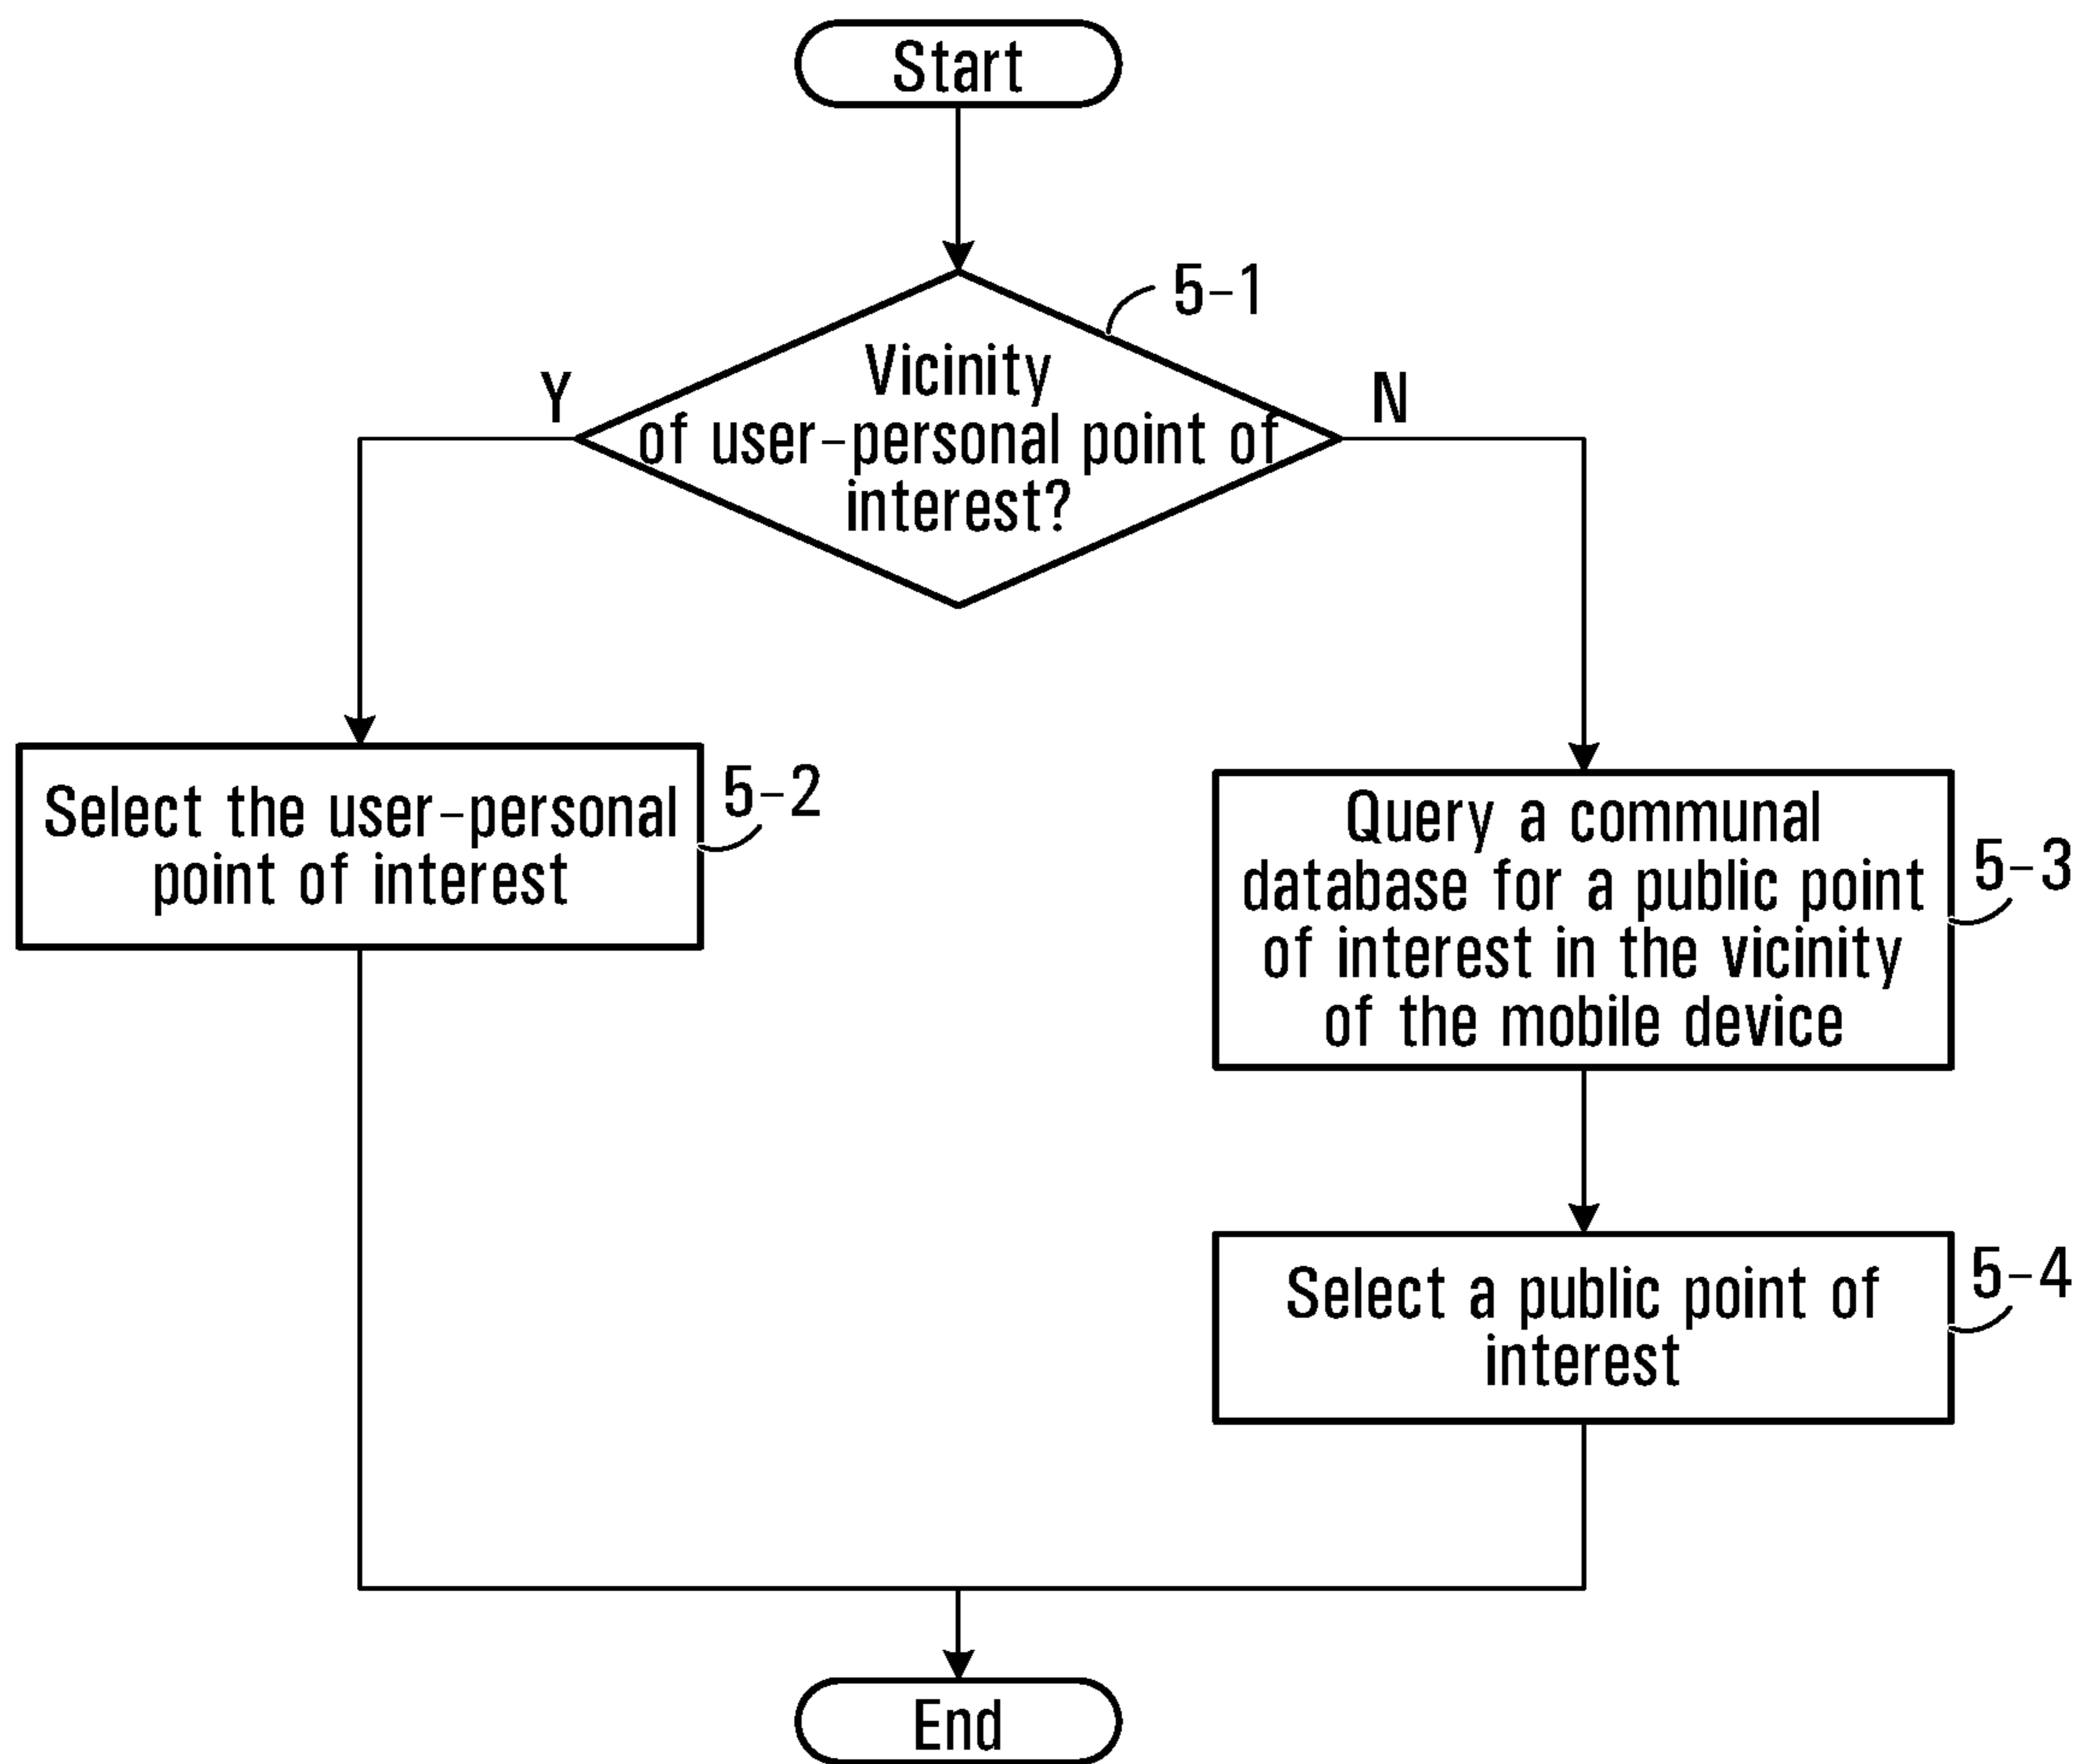 Start
5-1
Vicinity
of user-personal point of
interest?
Y
N
Select the user-personal
point of interest
5-2
Query a communal
database for a public point
of interest in the vicinity
of the mobile device
5-3
Select a public point of
interest
5-4
End